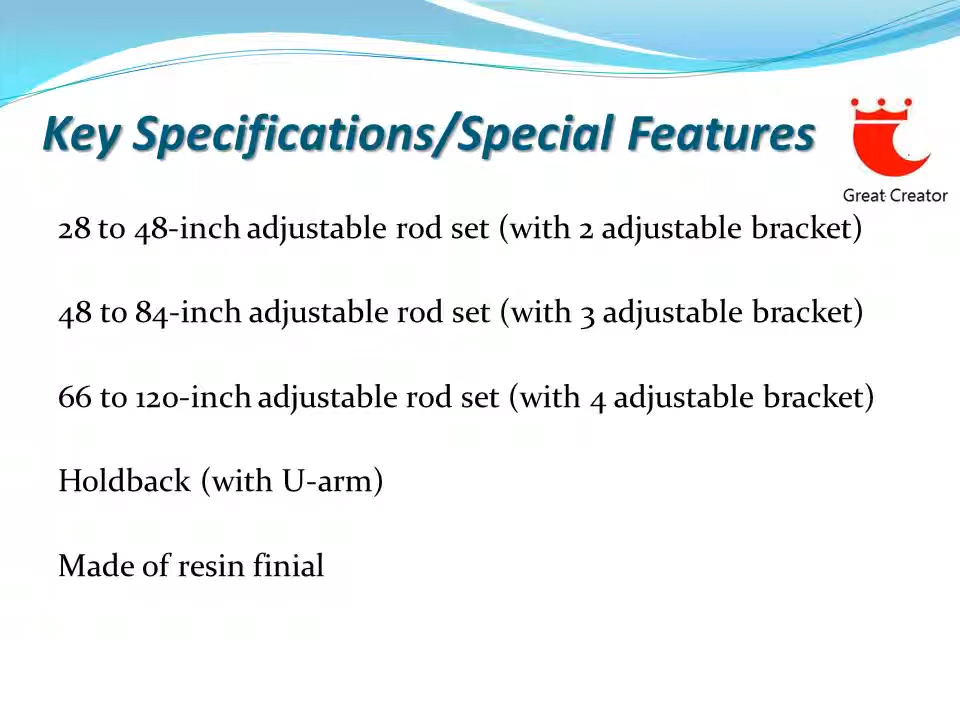 Key Specifications/Special Features
Great Creator
28 to 48-inch adjustable rod set (with 2 adjustable bracket)
48 to 84-inch adjustable rod set (with 3 adjustable bracket)
66 to 120-inch adjustable rod set (with 4 adjustable bracket)
Holdback (with U-arm)
Made of resin finial